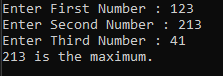 Enter First Number : 123
Enter Second Number : 213
Enter Third Number : 41
213 is the maximum.